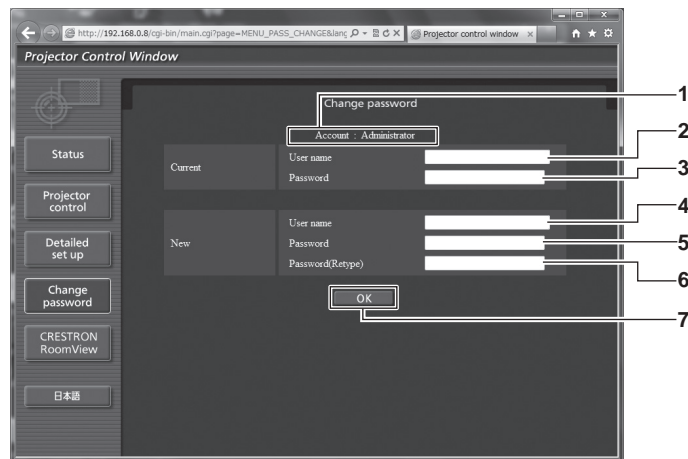 http://192.168.0.8/cgi-bin/main.cgi?page=MENU_PASS_CHANGE&lang
Projector control window
Projector Control Window
Change password
Account : Administrator
Current
User name
Password
New
User name
Password
Password(Retype)
OK
Status
Projector
control
Detailed
set up
Change
password
CRESTRON
RoomView
日本語
1
2
3
4
5
6
7